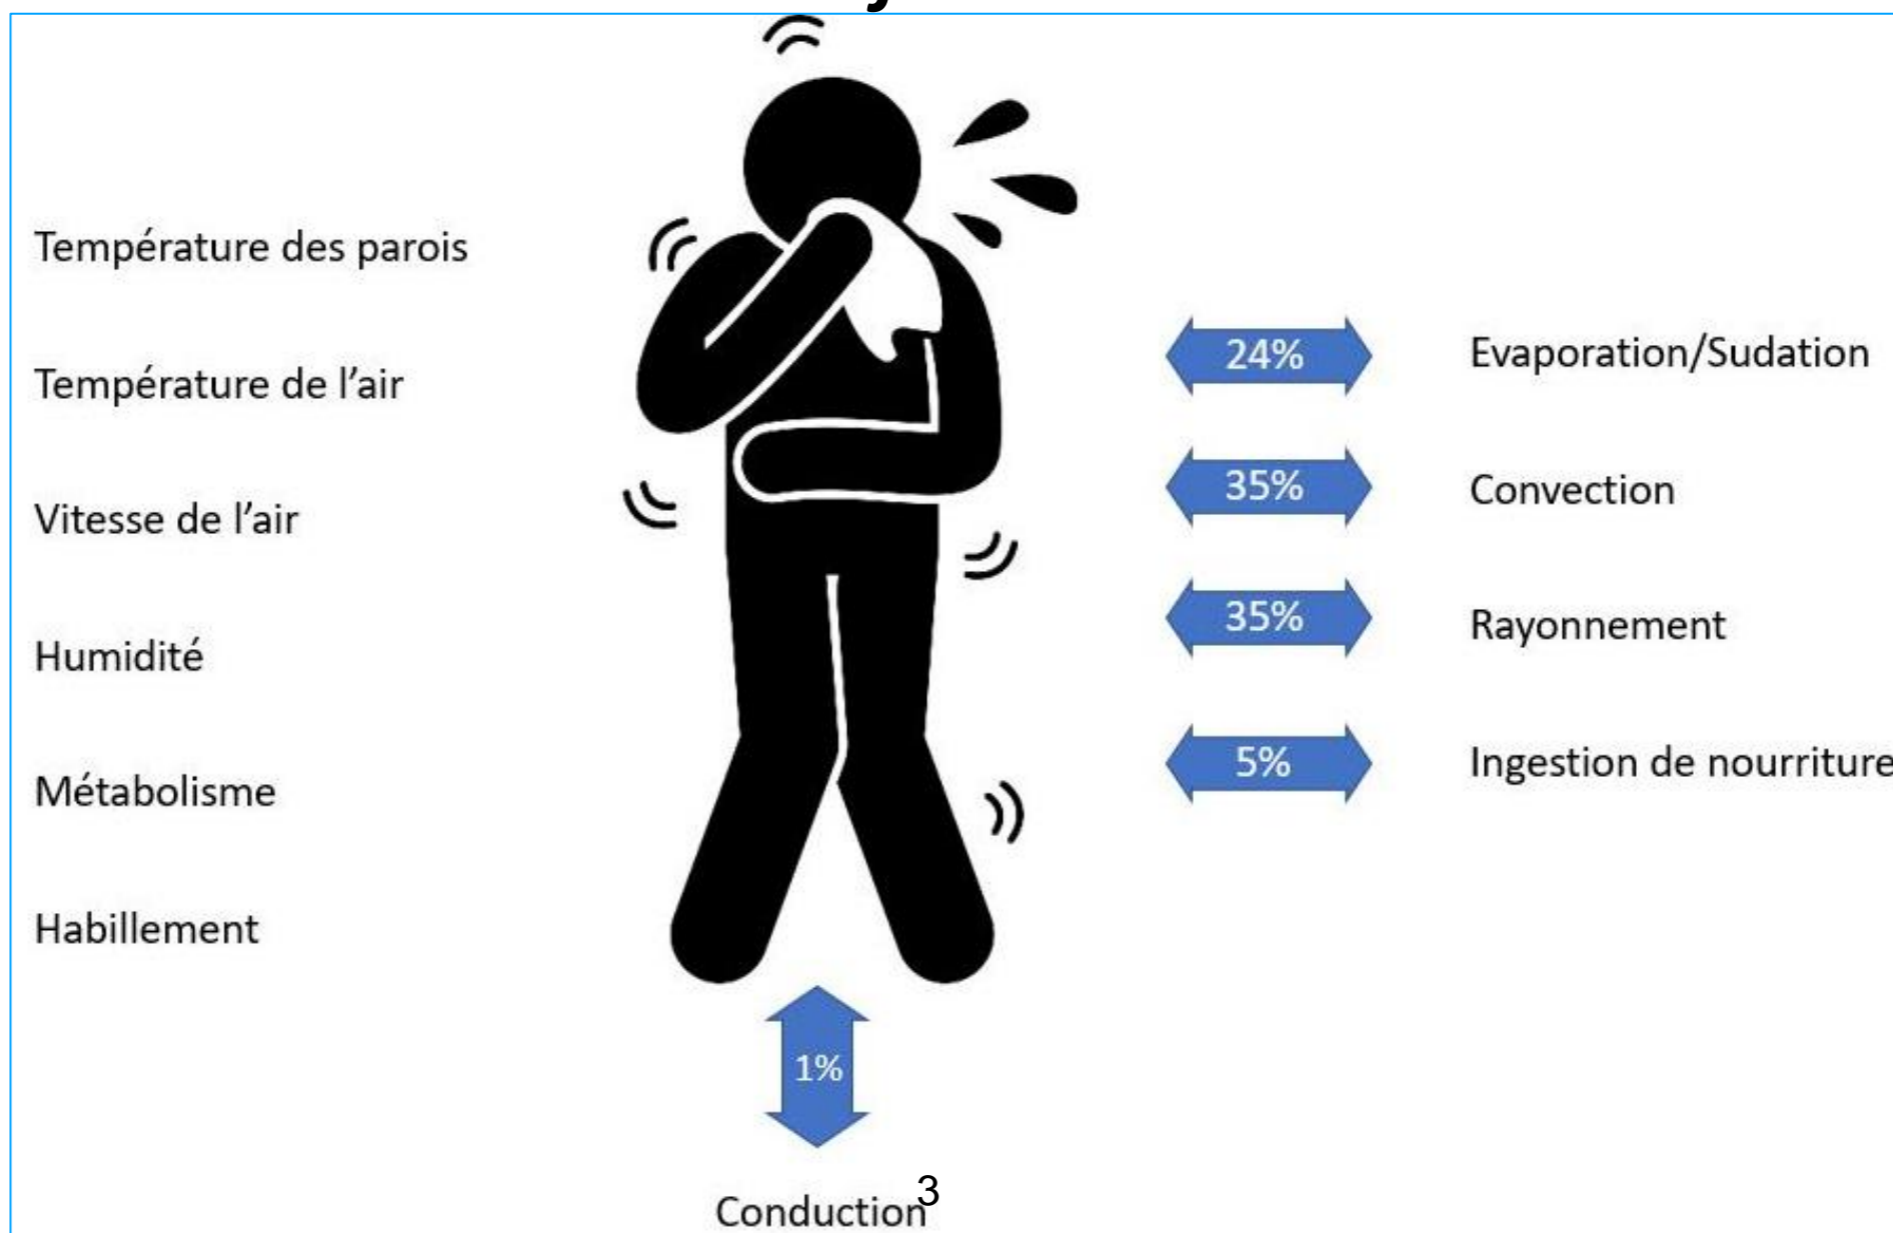 Température des parois
Température de l'air
Vitesse de l'air
Humidité
Métabolisme
Habillement
24% Evaporation/Sudation
35% Convection
35% Rayonnement
5% Ingestion de nourriture
1%
Conduction
3